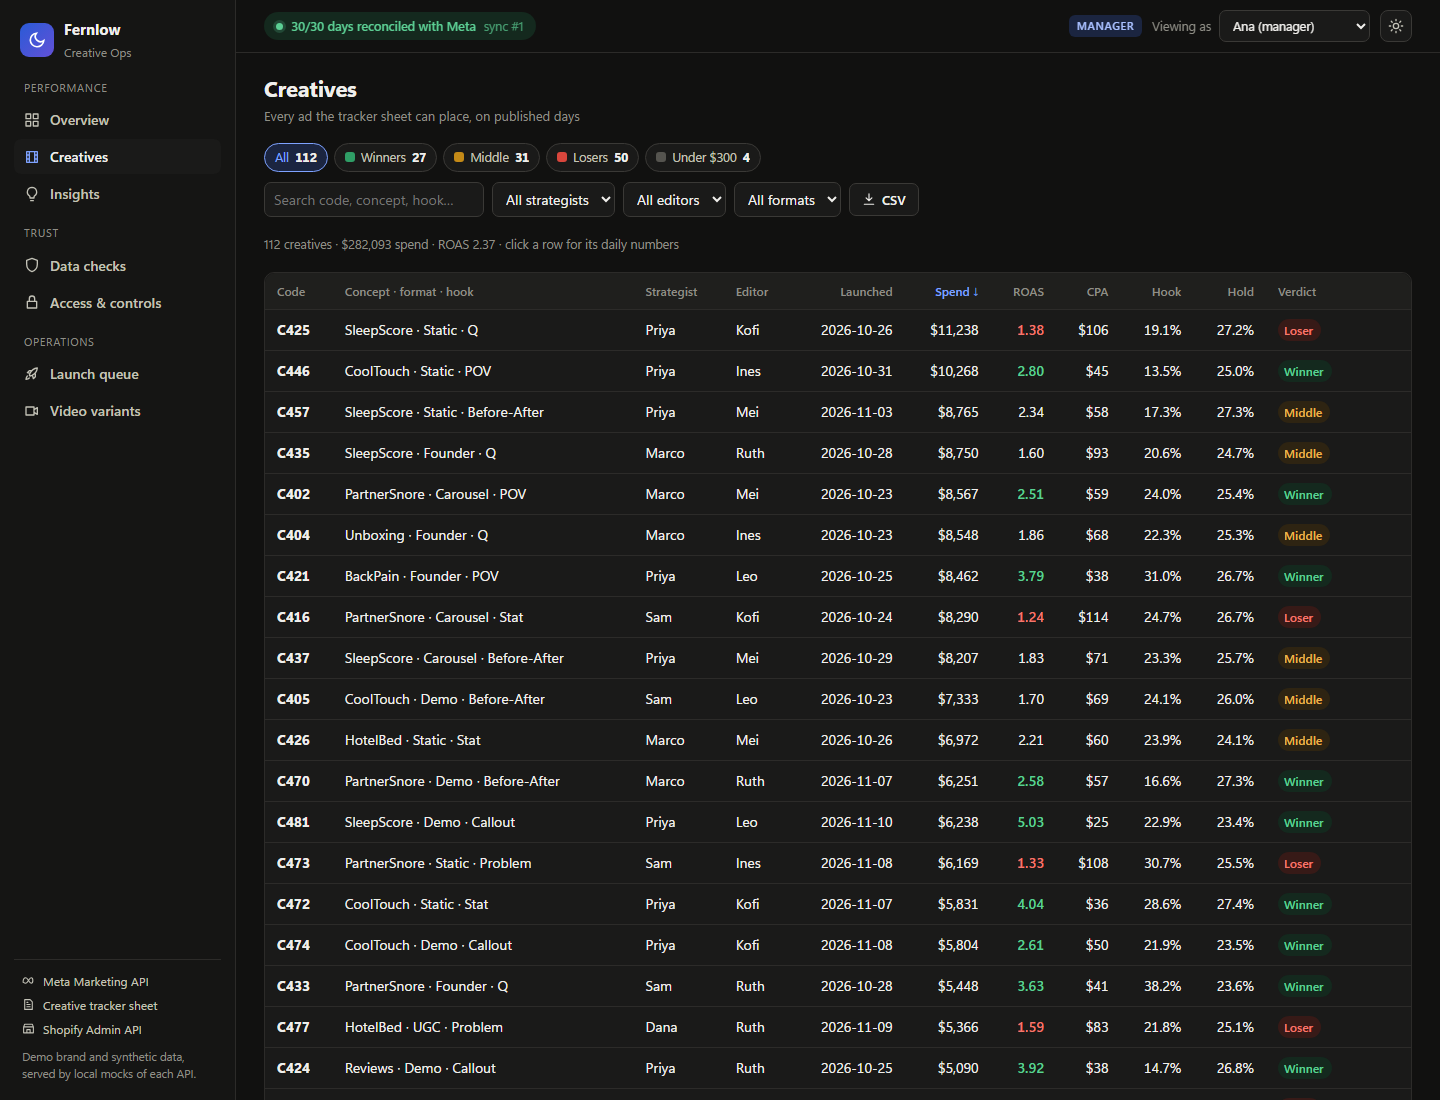 Fernlow
Creative Ops
PERFORMANCE
Overview
Creatives
Insights
TRUST
Data checks
Access & controls
OPERATIONS
Launch queue
Video variants
Meta Marketing API
Creative tracker sheet
Shopify Admin API
Demo brand and synthetic data,
served by local mocks of each API.
30/30 days reconciled with Meta sync #1
MANAGER Viewing as Ana (manager)
Creatives
Every ad the tracker sheet can place, on published days
All 112 Winners 27 Middle 31 Losers 50 Under $300 4
Search code, concept, hook... All strategists All editors All formats CSV
112 creatives · $282,093 spend · ROAS 2.37 · click a row for its daily numbers
Code Concept · format · hook Strategist Editor Launched Spend ↓ ROAS CPA Hook Hold Verdict
C425 SleepScore · Static · Q Priya Kofi 2026-10-26 $11,238 1.38 $106 19.1% 27.2% Loser
C446 CoolTouch · Static · POV Priya Ines 2026-10-31 $10,268 2.80 $45 13.5% 25.0% Winner
C457 SleepScore · Static · Before-After Priya Mei 2026-11-03 $8,765 2.34 $58 17.3% 27.3% Middle
C435 SleepScore · Founder · Q Marco Ruth 2026-10-28 $8,750 1.60 $93 20.6% 24.7% Middle
C402 PartnerSnore · Carousel · POV Marco Mei 2026-10-23 $8,567 2.51 $59 24.0% 25.4% Winner
C404 Unboxing · Founder · Q Marco Ines 2026-10-23 $8,548 1.86 $68 22.3% 25.3% Middle
C421 BackPain · Founder · POV Priya Leo 2026-10-25 $8,462 3.79 $38 31.0% 26.7% Winner
C416 PartnerSnore · Carousel · Stat Sam Kofi 2026-10-24 $8,290 1.24 $114 24.7% 26.7% Loser
C437 SleepScore · Carousel · Before-After Priya Mei 2026-10-29 $8,207 1.83 $71 23.3% 25.7% Middle
C405 CoolTouch · Demo · Before-After Sam Leo 2026-10-23 $7,333 1.70 $69 24.1% 26.0% Middle
C426 HotelBed · Static · Stat Marco Mei 2026-10-26 $6,972 2.21 $60 23.9% 24.1% Middle
C470 PartnerSnore · Demo · Before-After Marco Ruth 2026-11-07 $6,251 2.58 $57 16.6% 27.3% Winner
C481 SleepScore · Demo · Callout Priya Leo 2026-11-10 $6,238 5.03 $25 22.9% 23.4% Winner
C473 PartnerSnore · Static · Problem Sam Ines 2026-11-08 $6,169 1.33 $108 30.7% 25.5% Loser
C472 CoolTouch · Static · Stat Priya Kofi 2026-11-07 $5,831 4.04 $36 28.6% 27.4% Winner
C474 CoolTouch · Demo · Callout Priya Kofi 2026-11-08 $5,804 2.61 $50 21.9% 23.5% Winner
C433 PartnerSnore · Founder · Q Sam Ruth 2026-10-28 $5,448 3.63 $41 38.2% 23.6% Winner
C477 HotelBed · UGC · Problem Dana Ruth 2026-11-09 $5,366 1.59 $83 21.8% 25.1% Loser
C424 Reviews · Demo · Callout Priya Ruth 2026-10-25 $5,090 3.92 $38 14.7% 26.8% Winner